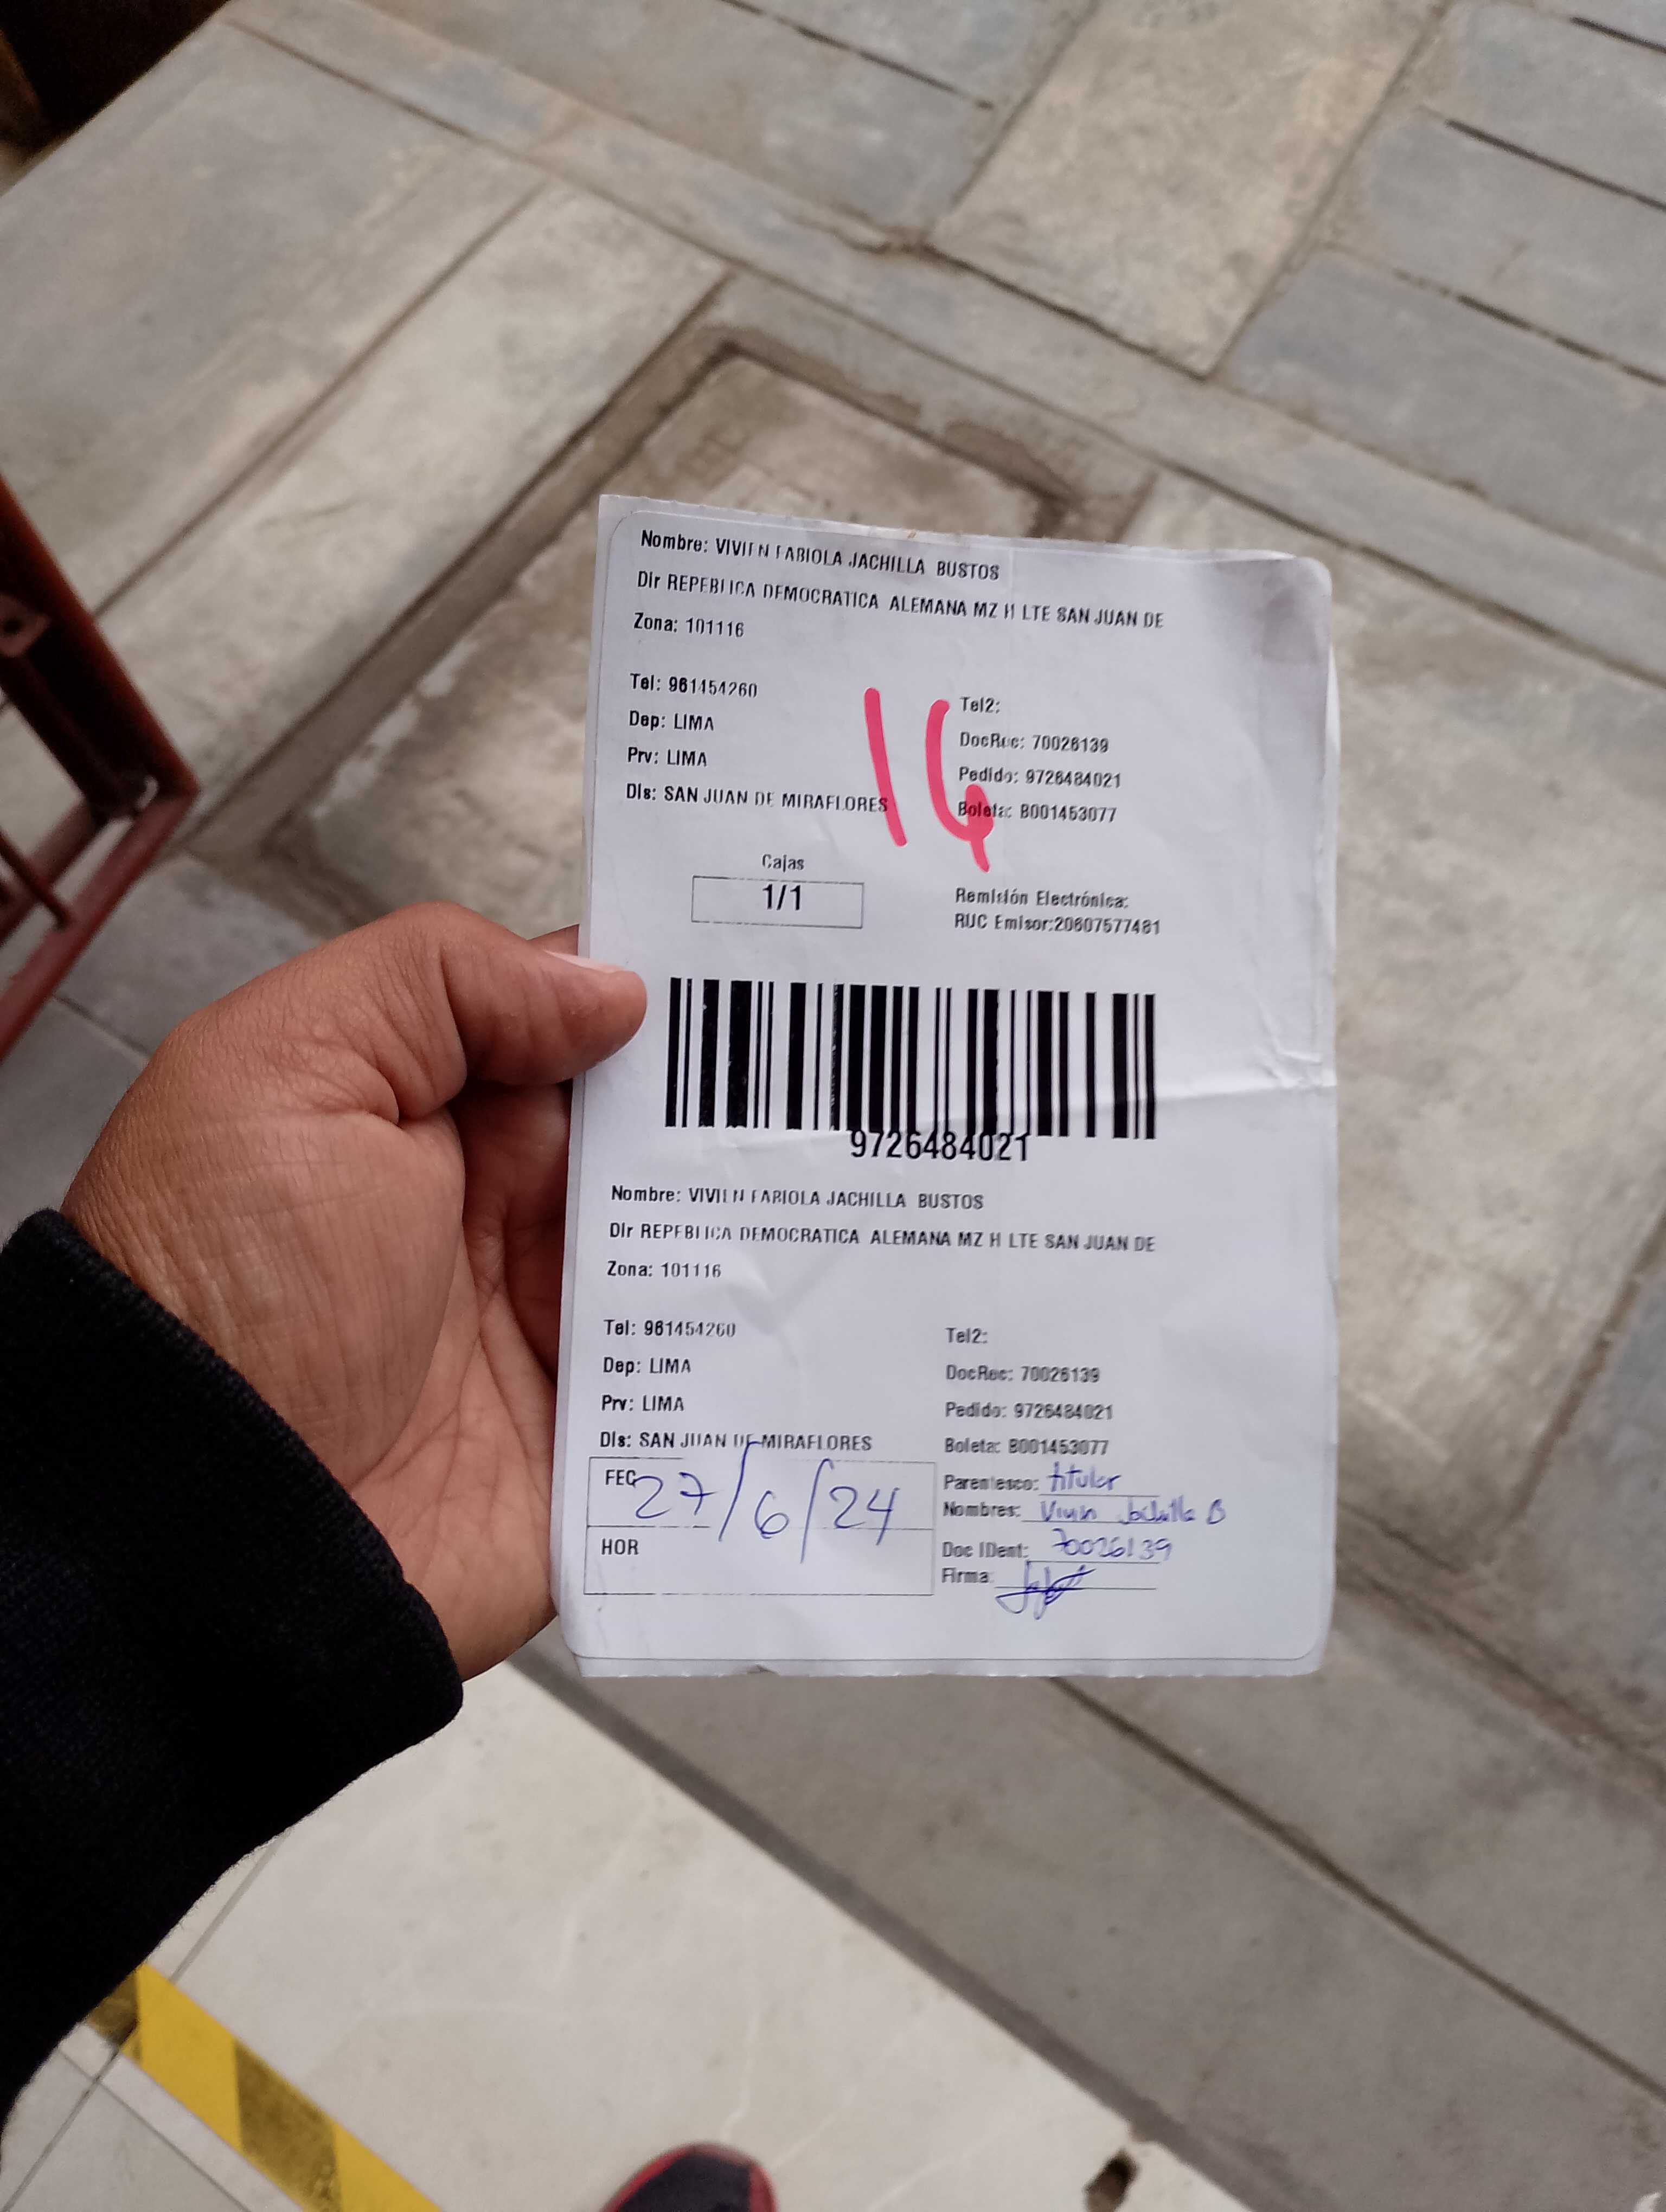 Nombre: VIVIEN FABIOLA JACHILLA BUSTOS
Dir REPEBLICA DEMOCRATICA ALEMANA MZ H LTE SAN JUAN DE
Zona: 101116
Tel: 961454260
Tel2:
Dep: LIMA
DocRec: 70026139
Prv: LIMA
Pedido: 9726484021
Dis: SAN JUAN DE MIRAFLORES
Boleta: B001453077
16
Cajas
1/1
Remisión Electrónica:
RUC Emisor:20607577481
9726484021
Nombre: VIVIEN FABIOLA JACHILLA BUSTOS
Dir REPEBLICA DEMOCRATICA ALEMANA MZ H LTE SAN JUAN DE
Zona: 101116
Tel: 961454260
Tel2:
Dep: LIMA
DocRec: 70026139
Prv: LIMA
Pedido: 9726484021
Dis: SAN JUAN DE MIRAFLORES
Boleta: B001453077
FEC 27/6/24
HOR
Parentesco: titular
Nombres: Vivien Jachilla B
Doc IDent: 70026139
Firma: